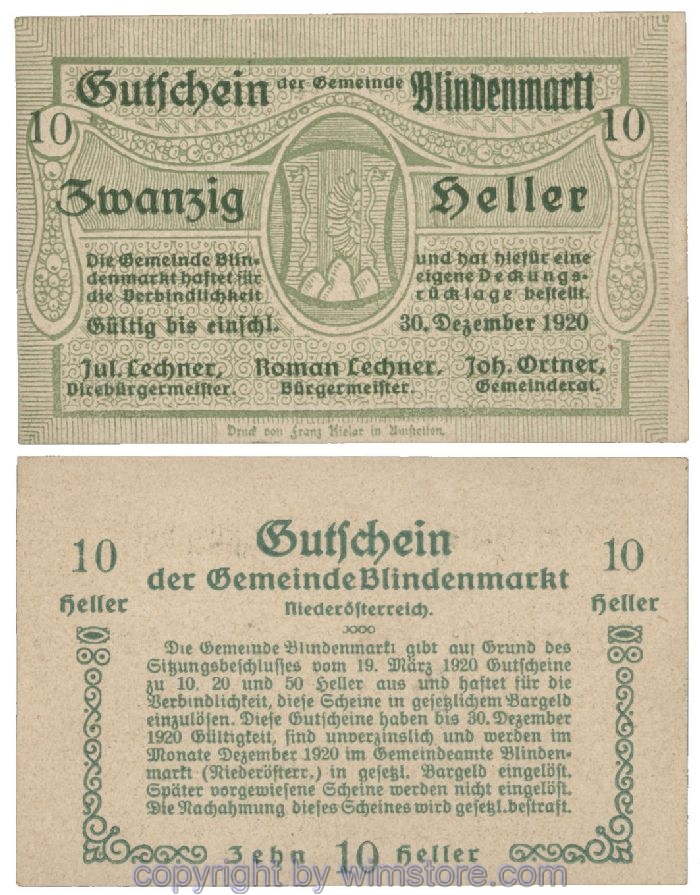 Gutschein der Gemeinde Blindenmartt
10 10
Zwanzig Heller
Die Gemeinde Blin-
denmarkt haftet für
die Verbindlichkeit
und hat hiefür eine
eigene Deckungs-
rücklage bestellt.
Gültig bis einschl. 30. Dezember 1920
Jul. Lechner, Roman Lechner, Joh. Ortner,
Vicebürgermeister. Bürgermeister. Gemeinderat.
Druck von Franz in Amstetten.
10 Gutschein 10
der Gemeinde Blindenmarkt
Heller Niederösterreich. Heller
Die Gemeinde Blindenmarkt gibt auf Grund des
Sitzungsbeschlusses vom 19. März 1920 Gutscheine
zu 10, 20 und 50 Heller aus und haftet für die
Verbindlichkeit, diese Scheine in gesetzlichem Bargeld
einzulösen. Diese Gutscheine haben bis 30. Dezember
1920 Gültigkeit, sind unverzinslich und werden im
Monate Dezember 1920 im Gemeindeamte Blinden-
markt (Niederösterr.) in gesetzl. Bargeld eingelöst.
Später vorgewiesene Scheine werden nicht eingelöst.
Die Nachahmung dieses Scheines wird gesetzl. bestraft.
Zehn 10 Heller
copyright by wimstore.com